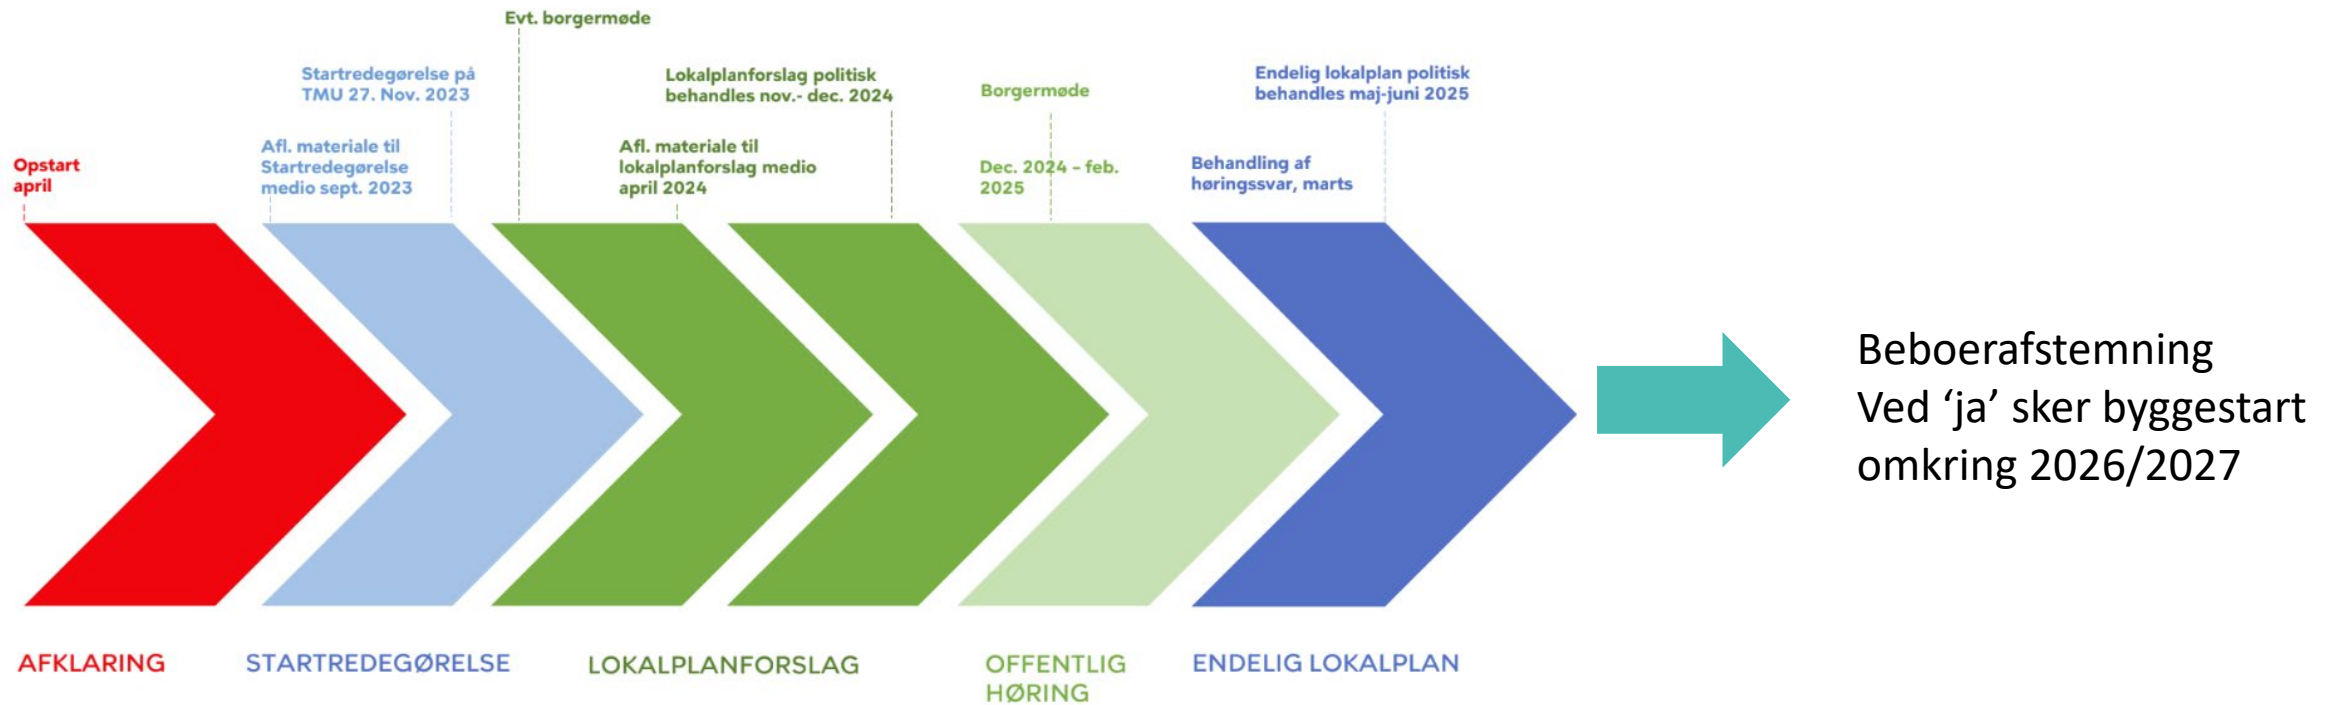 Opstart
april
Afl. materiale til
Startredegørelse
medio sept. 2023
Startredegørelse på
TMU 27. Nov. 2023
Evt. borgermøde
Afl. materiale til
lokalplanforslag medio
april 2024
Lokalplanforslag politisk
behandles nov.- dec. 2024
Borgermøde
Dec. 2024 – feb.
2025
Behandling af
høringssvar, marts
Endelig lokalplan politisk
behandles maj-juni 2025
AFKLARING
STARTREDEGØRELSE
LOKALPLANFORSLAG
OFFENTLIG
HØRING
ENDELIG LOKALPLAN
Beboerafstemning
Ved ‘ja’ sker byggestart
omkring 2026/2027